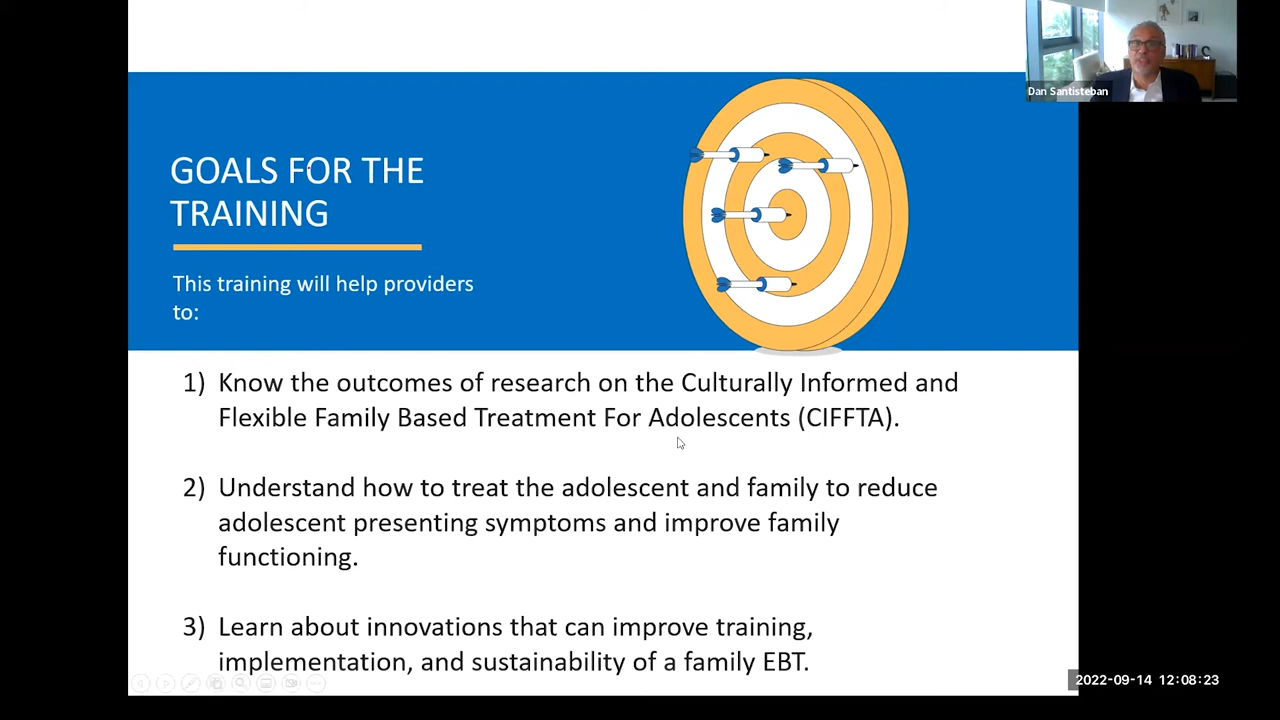 Dan Santisteban
GOALS FOR THE
TRAINING
This training will help providers
to:
1) Know the outcomes of research on the Culturally Informed and
Flexible Family Based Treatment For Adolescents (CIFFTA).
2) Understand how to treat the adolescent and family to reduce
adolescent presenting symptoms and improve family
functioning.
3) Learn about innovations that can improve training,
implementation, and sustainability of a family EBT.
2022-09-14 12:08:23